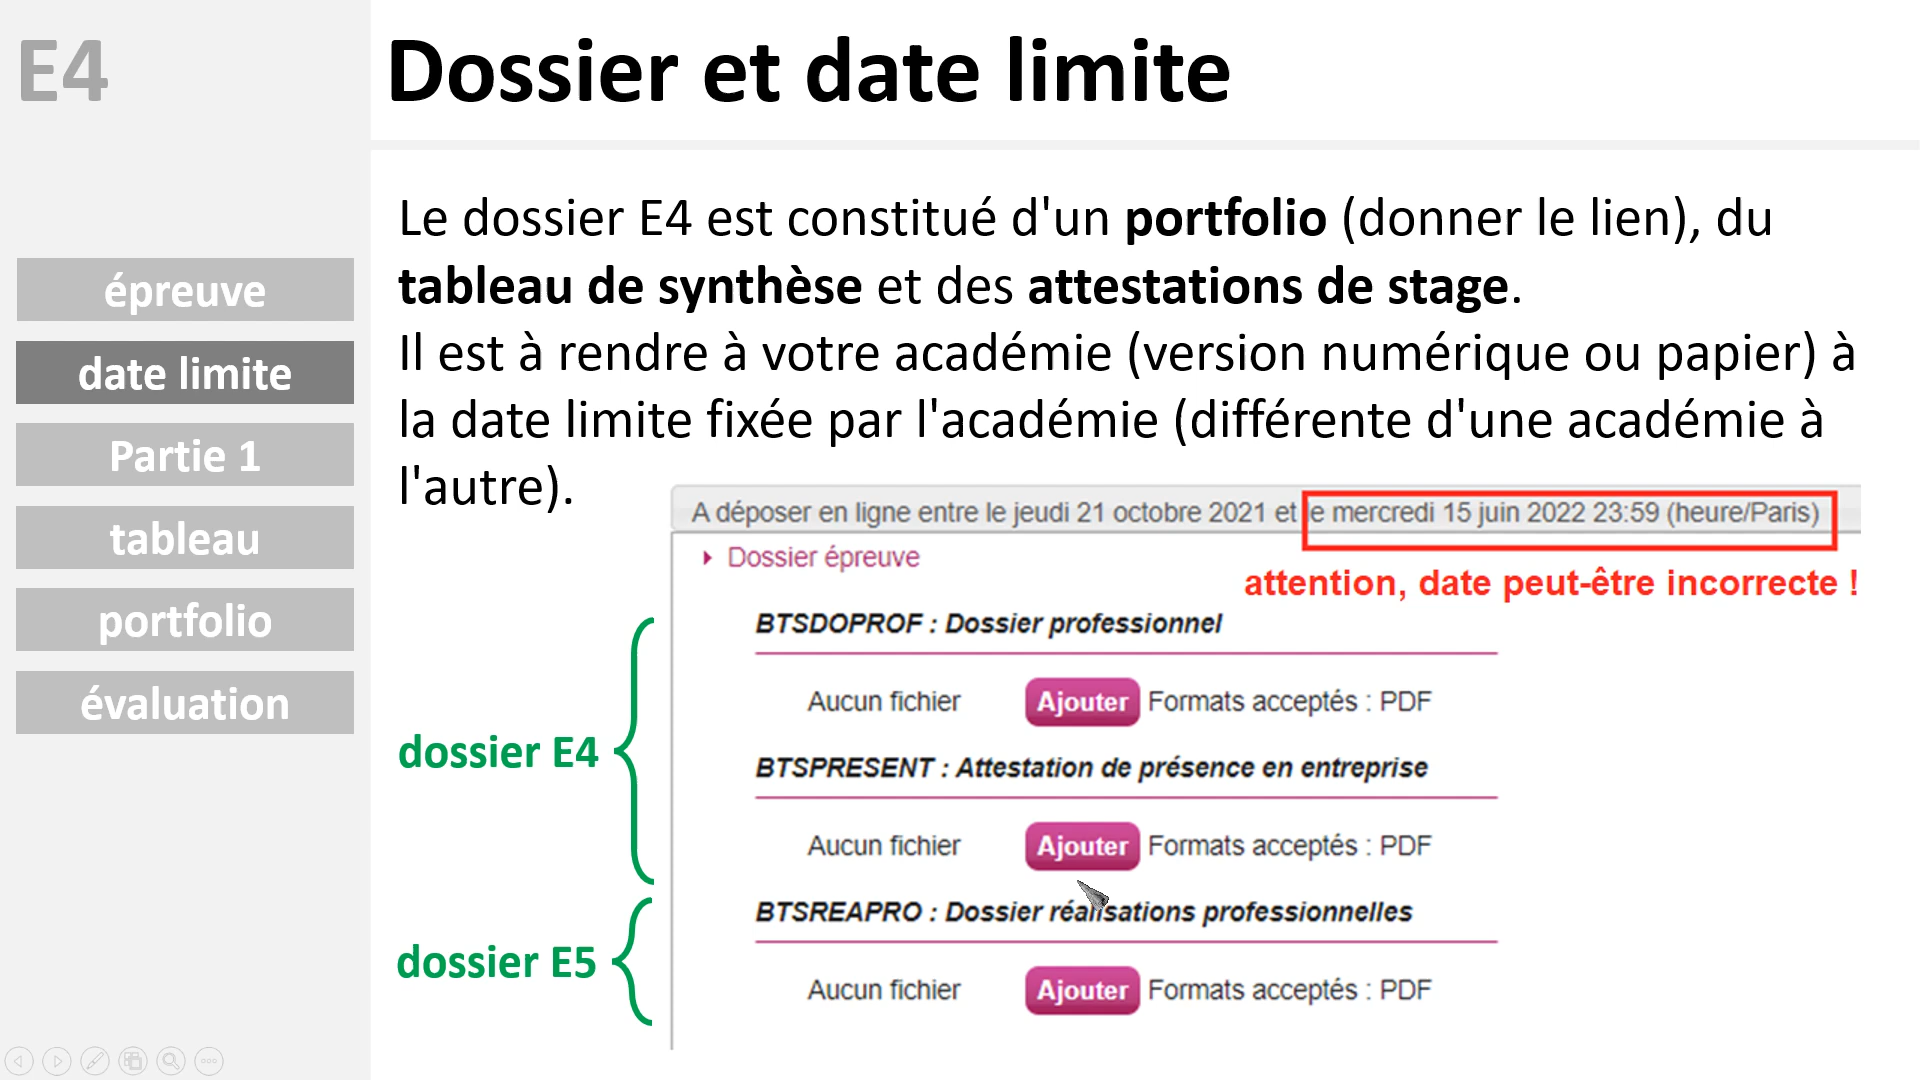 E4
Dossier et date limite
épreuve
date limite
Partie 1
tableau
portfolio
évaluation
Le dossier E4 est constitué d'un portfolio (donner le lien), du
tableau de synthèse et des attestations de stage.
Il est à rendre à votre académie (version numérique ou papier) à
la date limite fixée par l'académie (différente d'une académie à
l'autre).
A déposer en ligne entre le jeudi 21 octobre 2021 et le mercredi 15 juin 2022 23:59 (heure/Paris)
Dossier épreuve
attention, date peut-être incorrecte !
BTSDOPROF : Dossier professionnel
Aucun fichier Ajouter Formats acceptés : PDF
dossier E4
BTSPRESENT : Attestation de présence en entreprise
Aucun fichier Ajouter Formats acceptés : PDF
BTSREAPRO : Dossier réalisations professionnelles
dossier E5
Aucun fichier Ajouter Formats acceptés : PDF